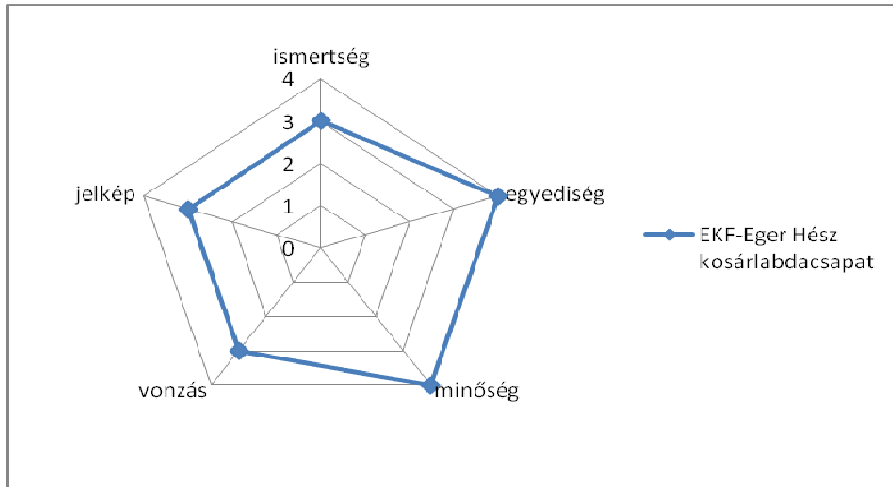 ismertség
4
3
2
1
0
egyediség
minőség
vonzás
jelkép
EKF-Eger Hész
kosárlabdacsapat